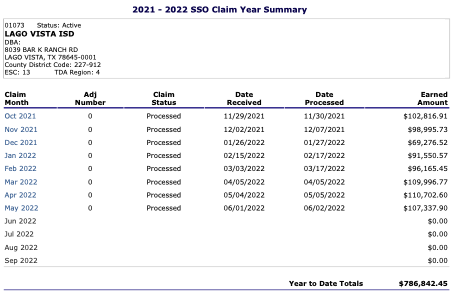 2021 - 2022 SSO Claim Year Summary
01073 Status: Active
LAGO VISTA ISD
DBA:
8039 BAR K RANCH RD
LAGO VISTA, TX 78645-0001
County District Code: 227-912
ESC: 13 TDA Region: 4
Claim Month Adj Number Claim Status Date Received Date Processed Earned Amount
Oct 2021 0 Processed 11/29/2021 11/30/2021 $102,816.91
Nov 2021 0 Processed 12/02/2021 12/07/2021 $98,995.73
Dec 2021 0 Processed 01/26/2022 01/27/2022 $69,276.52
Jan 2022 0 Processed 02/15/2022 02/17/2022 $91,550.57
Feb 2022 0 Processed 03/03/2022 03/17/2022 $96,165.45
Mar 2022 0 Processed 04/05/2022 04/05/2022 $109,996.77
Apr 2022 0 Processed 05/04/2022 05/05/2022 $110,702.60
May 2022 0 Processed 06/01/2022 06/02/2022 $107,337.90
Jun 2022 $0.00
Jul 2022 $0.00
Aug 2022 $0.00
Sep 2022 $0.00
Year to Date Totals $786,842.45